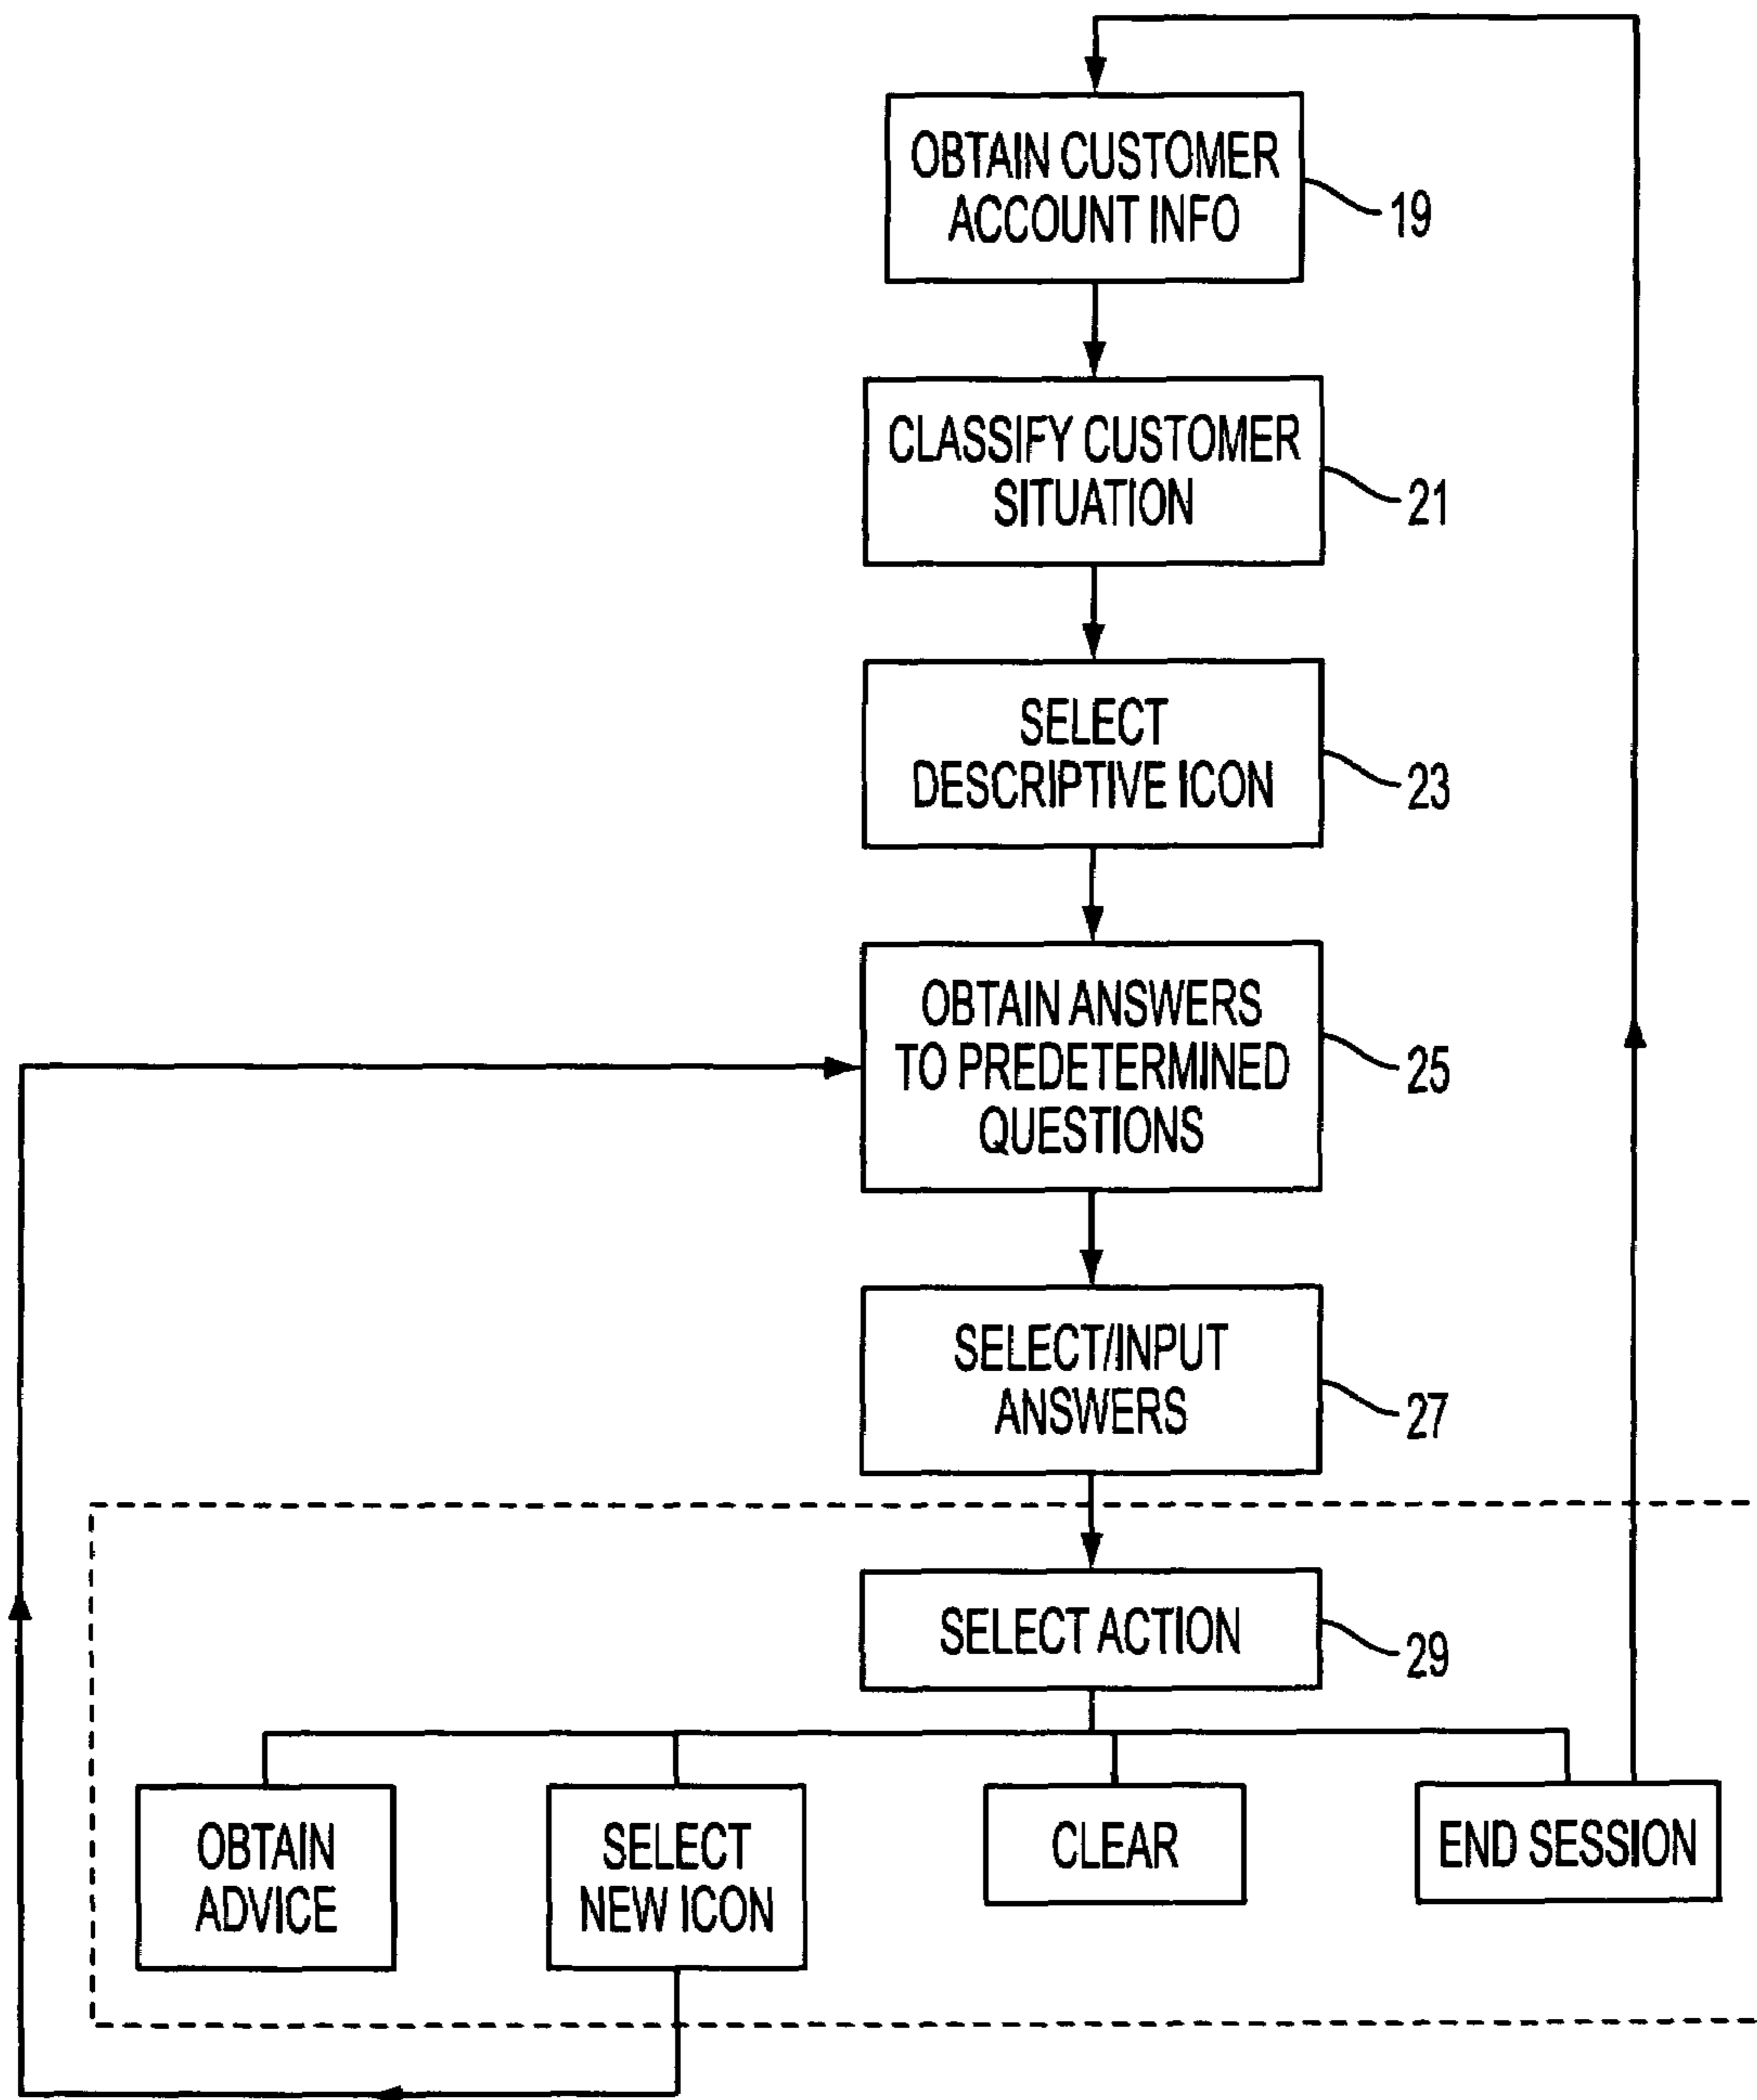 OBTAIN CUSTOMER
ACCOUNT INFO
19
CLASSIFY CUSTOMER
SITUATION
21
SELECT
DESCRIPTIVE ICON
23
OBTAIN ANSWERS
TO PREDETERMINED
QUESTIONS
25
SELECT/INPUT
ANSWERS
27
SELECT ACTION
29
OBTAIN
ADVICE
SELECT
NEW ICON
CLEAR
END SESSION